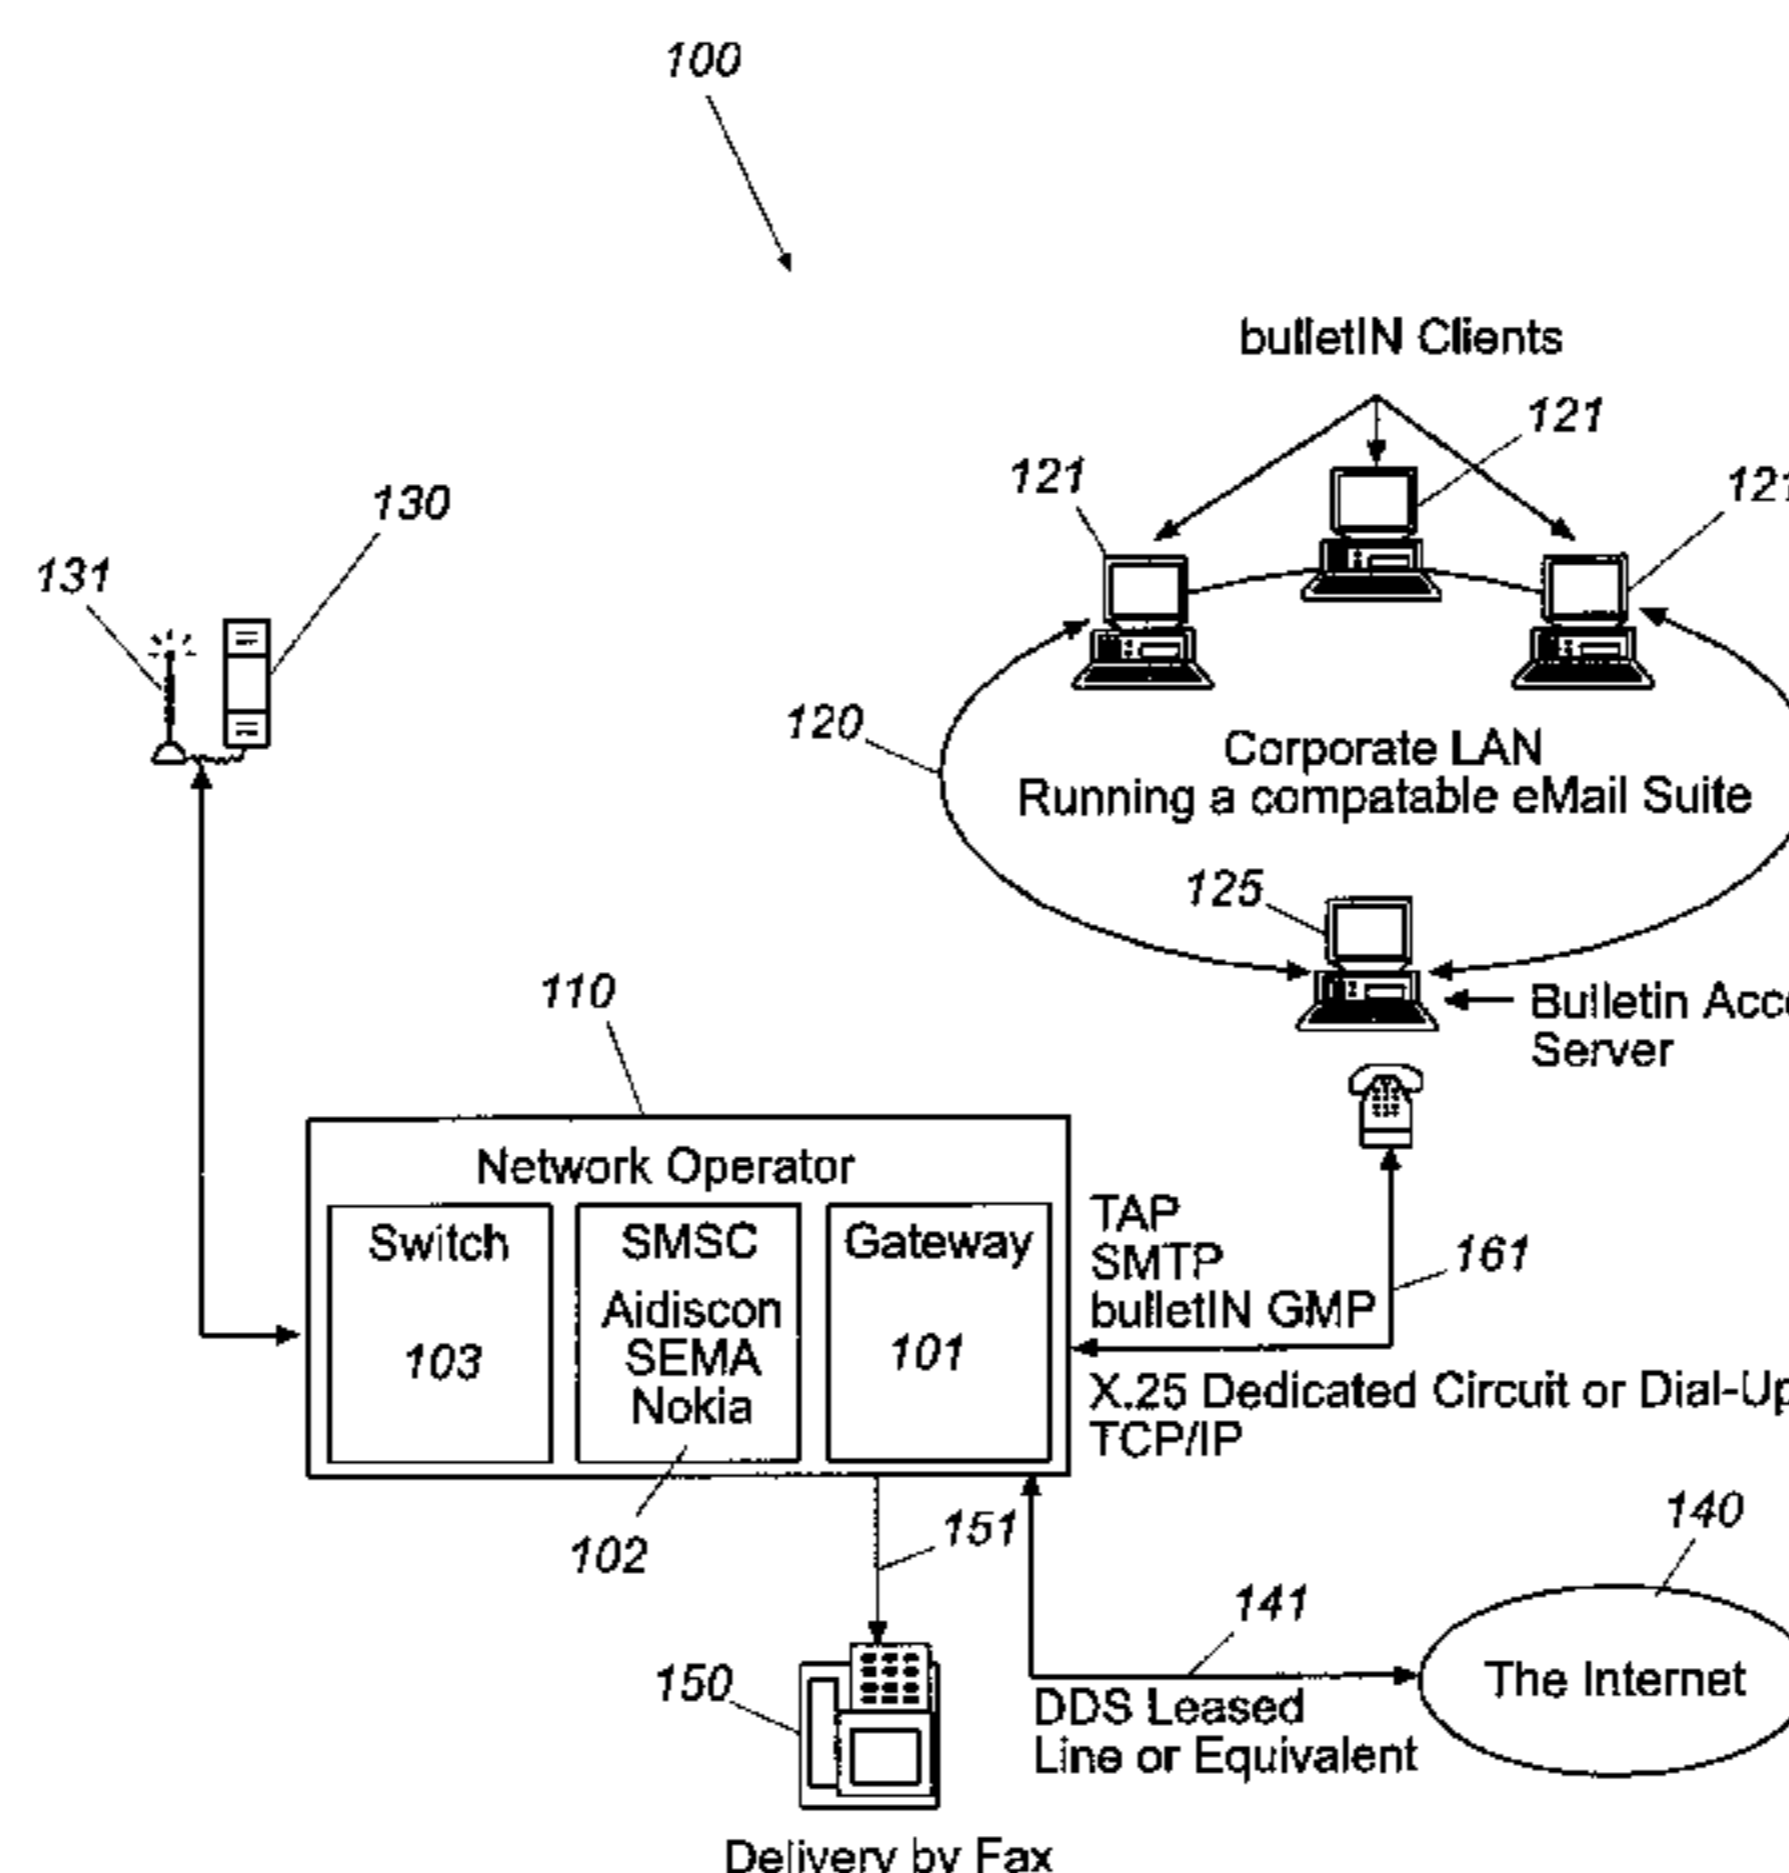 100
bulletIN Clients
121
121
121
130
131
120
Corporate LAN
Running a compatable eMail Suite
125
Bulletin
Server
110
Network Operator
Switch
103
SMSC
Aidiscon
SEMA
Nokia
102
Gateway
101
TAP
SMTP
bulletIN GMP
161
X.25 Dedicated Circuit or Dial-Up
TCP/IP
151
140
141
The Internet
DDS Leased
Line or Equivalent
150
Delivery by Fax